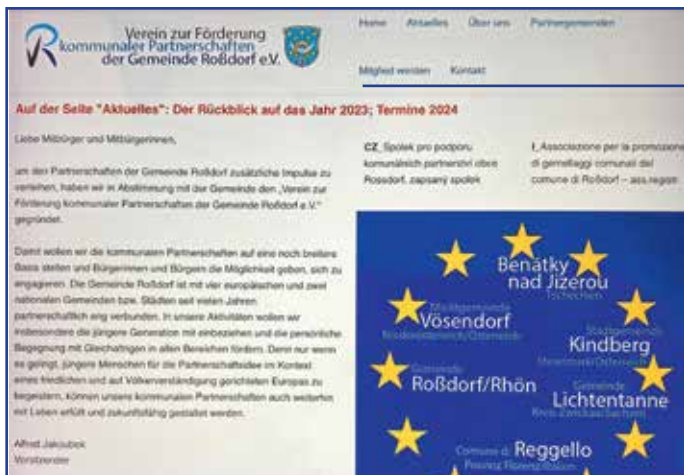 Verein zur Förderung
kommunaler Partnerschaften
der Gemeinde Roßdorf e.V.
Home Aktuelles Über uns Partnergemeinden
Mitglied werden Kontakt
Auf der Seite "Aktuelles": Der Rückblick auf das Jahr 2023; Termine 2024
Liebe Mitbürger und Mitbürgerinnen,
um den Partnerschaften der Gemeinde Roßdorf zusätzliche Impulse zu
verleihen, haben wir in Abstimmung mit der Gemeinde den „Verein zur
Förderung kommunaler Partnerschaften der Gemeinde Roßdorf e.V."
gegründet.
Damit wollen wir die kommunalen Partnerschaften auf eine noch breitere
Basis stellen und Bürgerinnen und Bürgern die Möglichkeit geben, sich zu
engagieren. Die Gemeinde Roßdorf ist mit vier europäischen und zwei
nationalen Gemeinden bzw. Städten seit vielen Jahren
partnerschaftlich eng verbunden. In unsere Aktivitäten wollen wir
insbesondere die jüngere Generation mit einbeziehen und die persönliche
Begegnung mit Gleichaltrigen in allen Bereichen fördern. Denn nur wenn
es gelingt, jüngere Menschen für die Partnerschaftsidee im Kontext
eines friedlichen und auf Völkerverständigung gerichteten Europas zu
begeistern, können unsere kommunalen Partnerschaften auch weiterhin
mit Leben erfüllt und zukunftsfähig gestaltet werden.
Alfred Jakoubek
Vorsitzender
CZ_Spolek pro podporu
komunálních partnerství obce
Rossdorf, zapsaný spolek
I_Associazione per la promozione
di gemellaggi comunali del
comune di Roßdorf – ass.registr.
Benátky
nad Jizerou
Tschechien
Marktgemeinde
Vösendorf
Niederösterreich/Österreich
Stadtgemeinde
Kindberg
Steiermark/Österreich
Gemeinde
Roßdorf/Rhön
Gemeinde
Lichtentanne
Kreis Zwickau/Sachsen
Comune di Reggello
Provinz Florenz/Italien